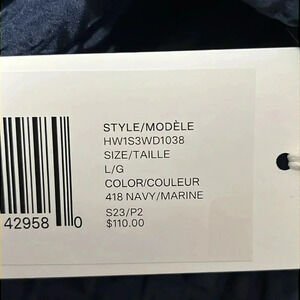 STYLE/MODÈLE
HW1S3WD1038
SIZE/TAILLE
L/G
COLOR/COULEUR
418 NAVY/MARINE
S23/P2
$110.00
42958 0